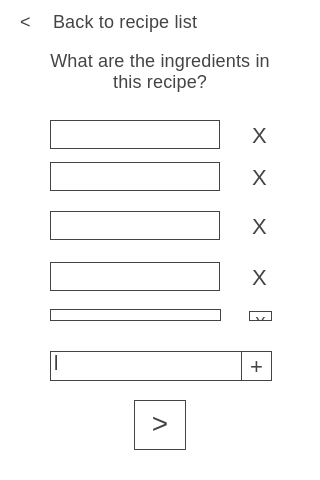 < Back to recipe list
What are the ingredients in
this recipe?
X
X
X
X
X
+
>